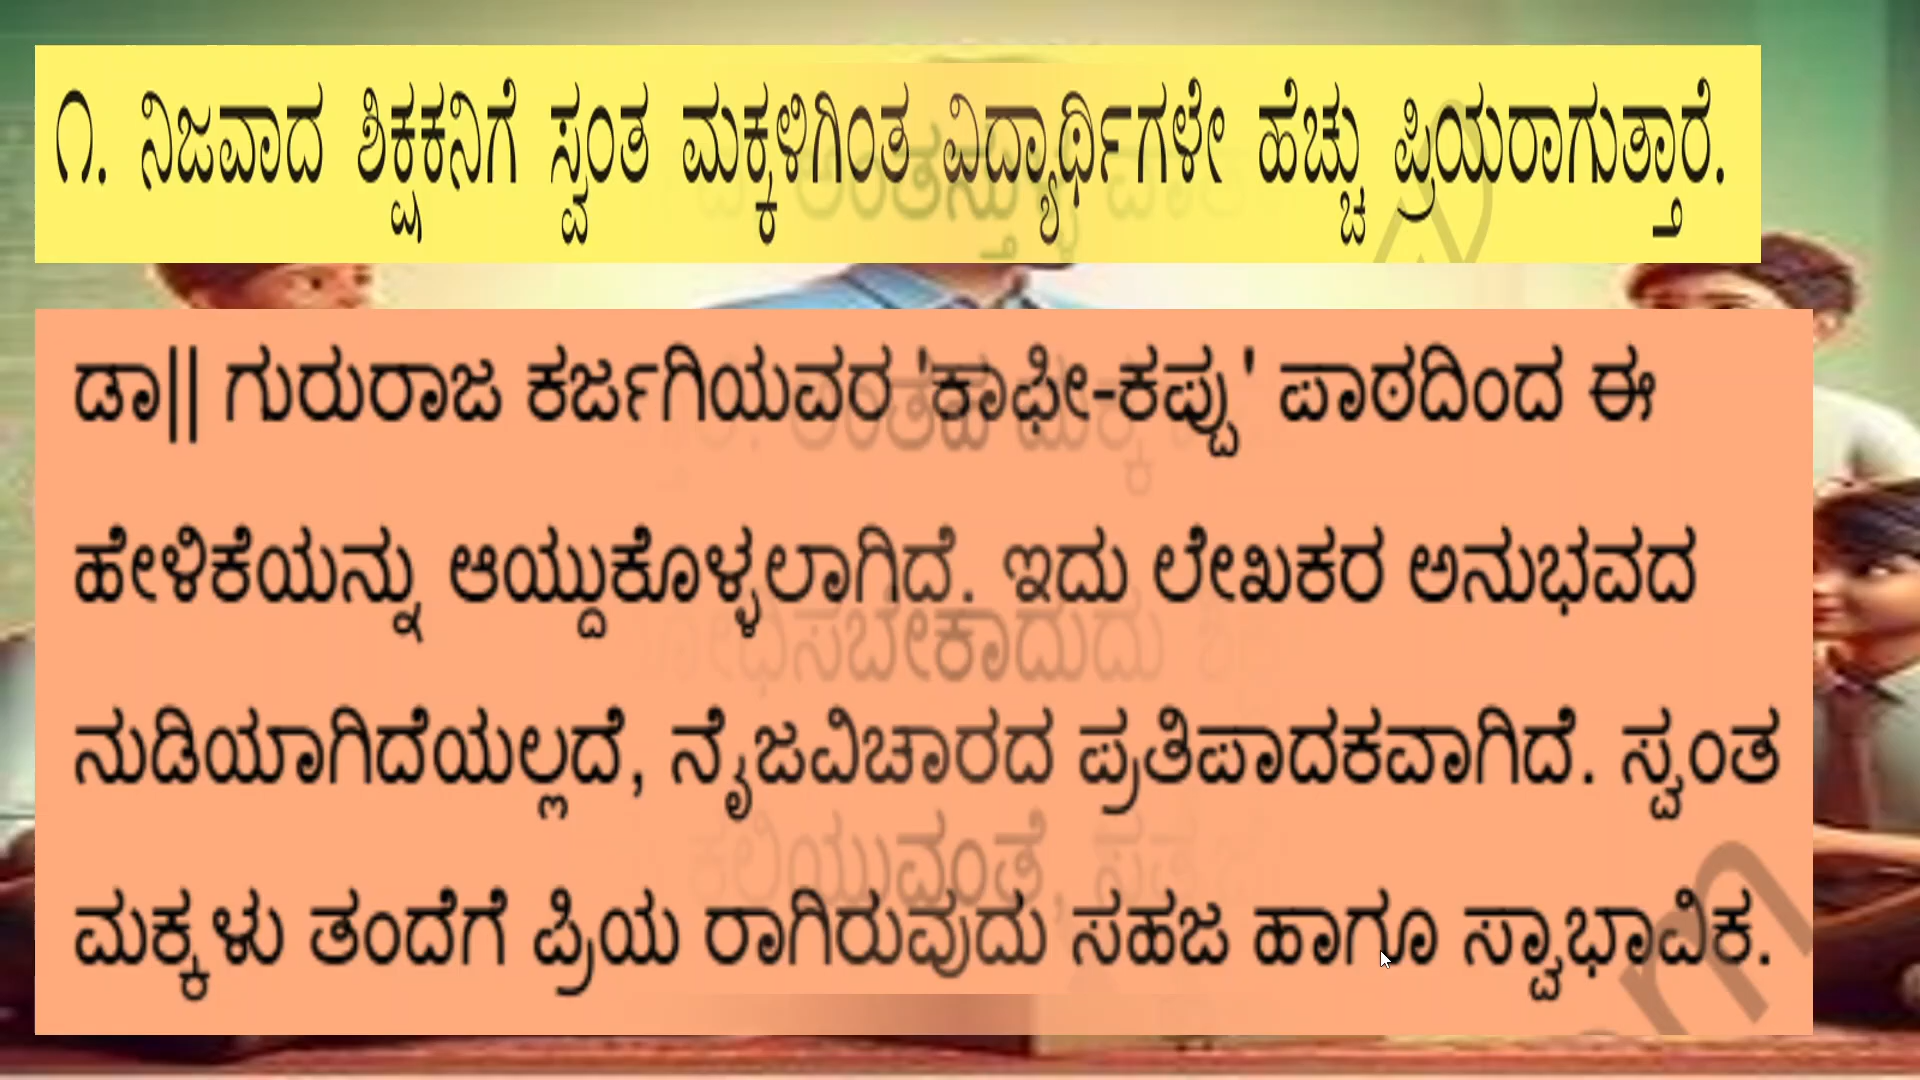 ೧. ನಿಜವಾದ ಶಿಕ್ಷಕನಿಗೆ ಸ್ವಂತ ಮಕ್ಕಳಿಗಿಂತ ವಿದ್ಯಾರ್ಥಿಗಳೇ ಹೆಚ್ಚು ಪ್ರಿಯರಾಗುತ್ತಾರೆ.
ಡಾ|| ಗುರುರಾಜ ಕರ್ಜಗಿಯವರ 'ಕಾಫೀ-ಕಪ್ಪು' ಪಾಠದಿಂದ ಈ
ಹೇಳಿಕೆಯನ್ನು ಆಯ್ದುಕೊಳ್ಳಲಾಗಿದೆ. ಇದು ಲೇಖಕರ ಅನುಭವದ
ನುಡಿಯಾಗಿದೆಯಲ್ಲದೆ, ನೈಜವಿಚಾರದ ಪ್ರತಿಪಾದಕವಾಗಿದೆ. ಸ್ವಂತ
ಮಕ್ಕಳು ತಂದೆಗೆ ಪ್ರಿಯ ರಾಗಿರುವುದು ಸಹಜ ಹಾಗೂ ಸ್ವಾಭಾವಿಕ.